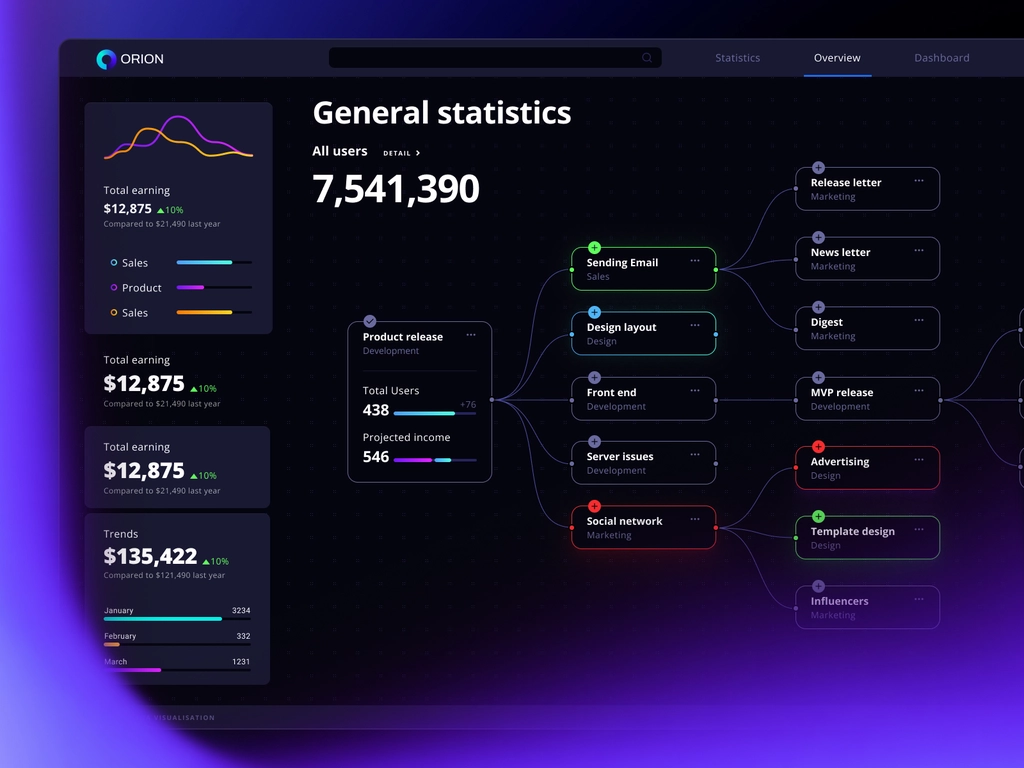 ORION
Statistics
Overview
Dashboard
General statistics
All users
DETAIL
7,541,390
Total earning
$12,875 10%
Compared to $21,490 last year
Sales
Product
Sales
Total earning
$12,875 10%
Compared to $21,490 last year
Total earning
$12,875 10%
Compared to $21,490 last year
Trends
$135,422 10%
Compared to $121,490 last year
January 3234
February 332
March 1231
Product release
Development
Total Users
438 +76
Projected income
546
Sending Email
Sales
Design layout
Design
Front end
Development
Server issues
Development
Social network
Marketing
Release letter
Marketing
News letter
Marketing
Digest
Marketing
MVP release
Development
Advertising
Design
Template design
Design
Influencers
Marketing
VISUALISATION